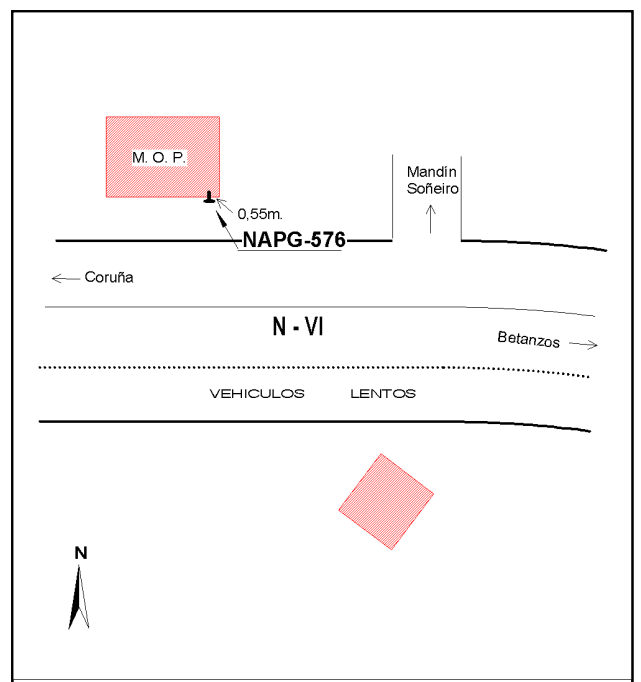 M. O. P.
Mandín
Soñeiro
0,55m.
NAPG-576
Coruña
N - VI
Betanzos
VEHICULOS LENTOS
N